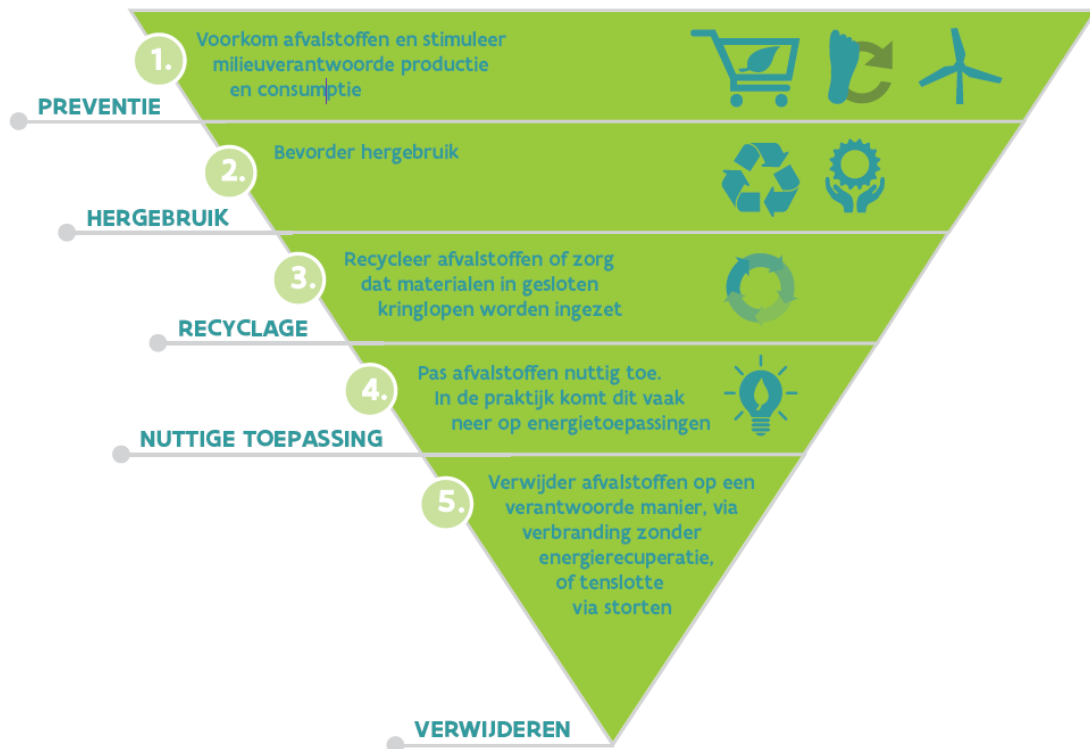 1.
Voorkom afvalstoffen en stimuleer
milieuverantwoorde productie
en consumptie
PREVENTIE
2.
Bevorder hergebruik
HERGEBRUIK
3.
Recycleer afvalstoffen of zorg
dat materialen in gesloten
kringlopen worden ingezet
RECYCLAGE
4.
Pas afvalstoffen nuttig toe.
In de praktijk komt dit vaak
neer op energietoepassingen
NUTTIGE TOEPASSING
5.
Verwijder afvalstoffen op een
verantwoorde manier, via
verbranding zonder
energierecuperatie,
of tenslotte
via storten
VERWIJDEREN